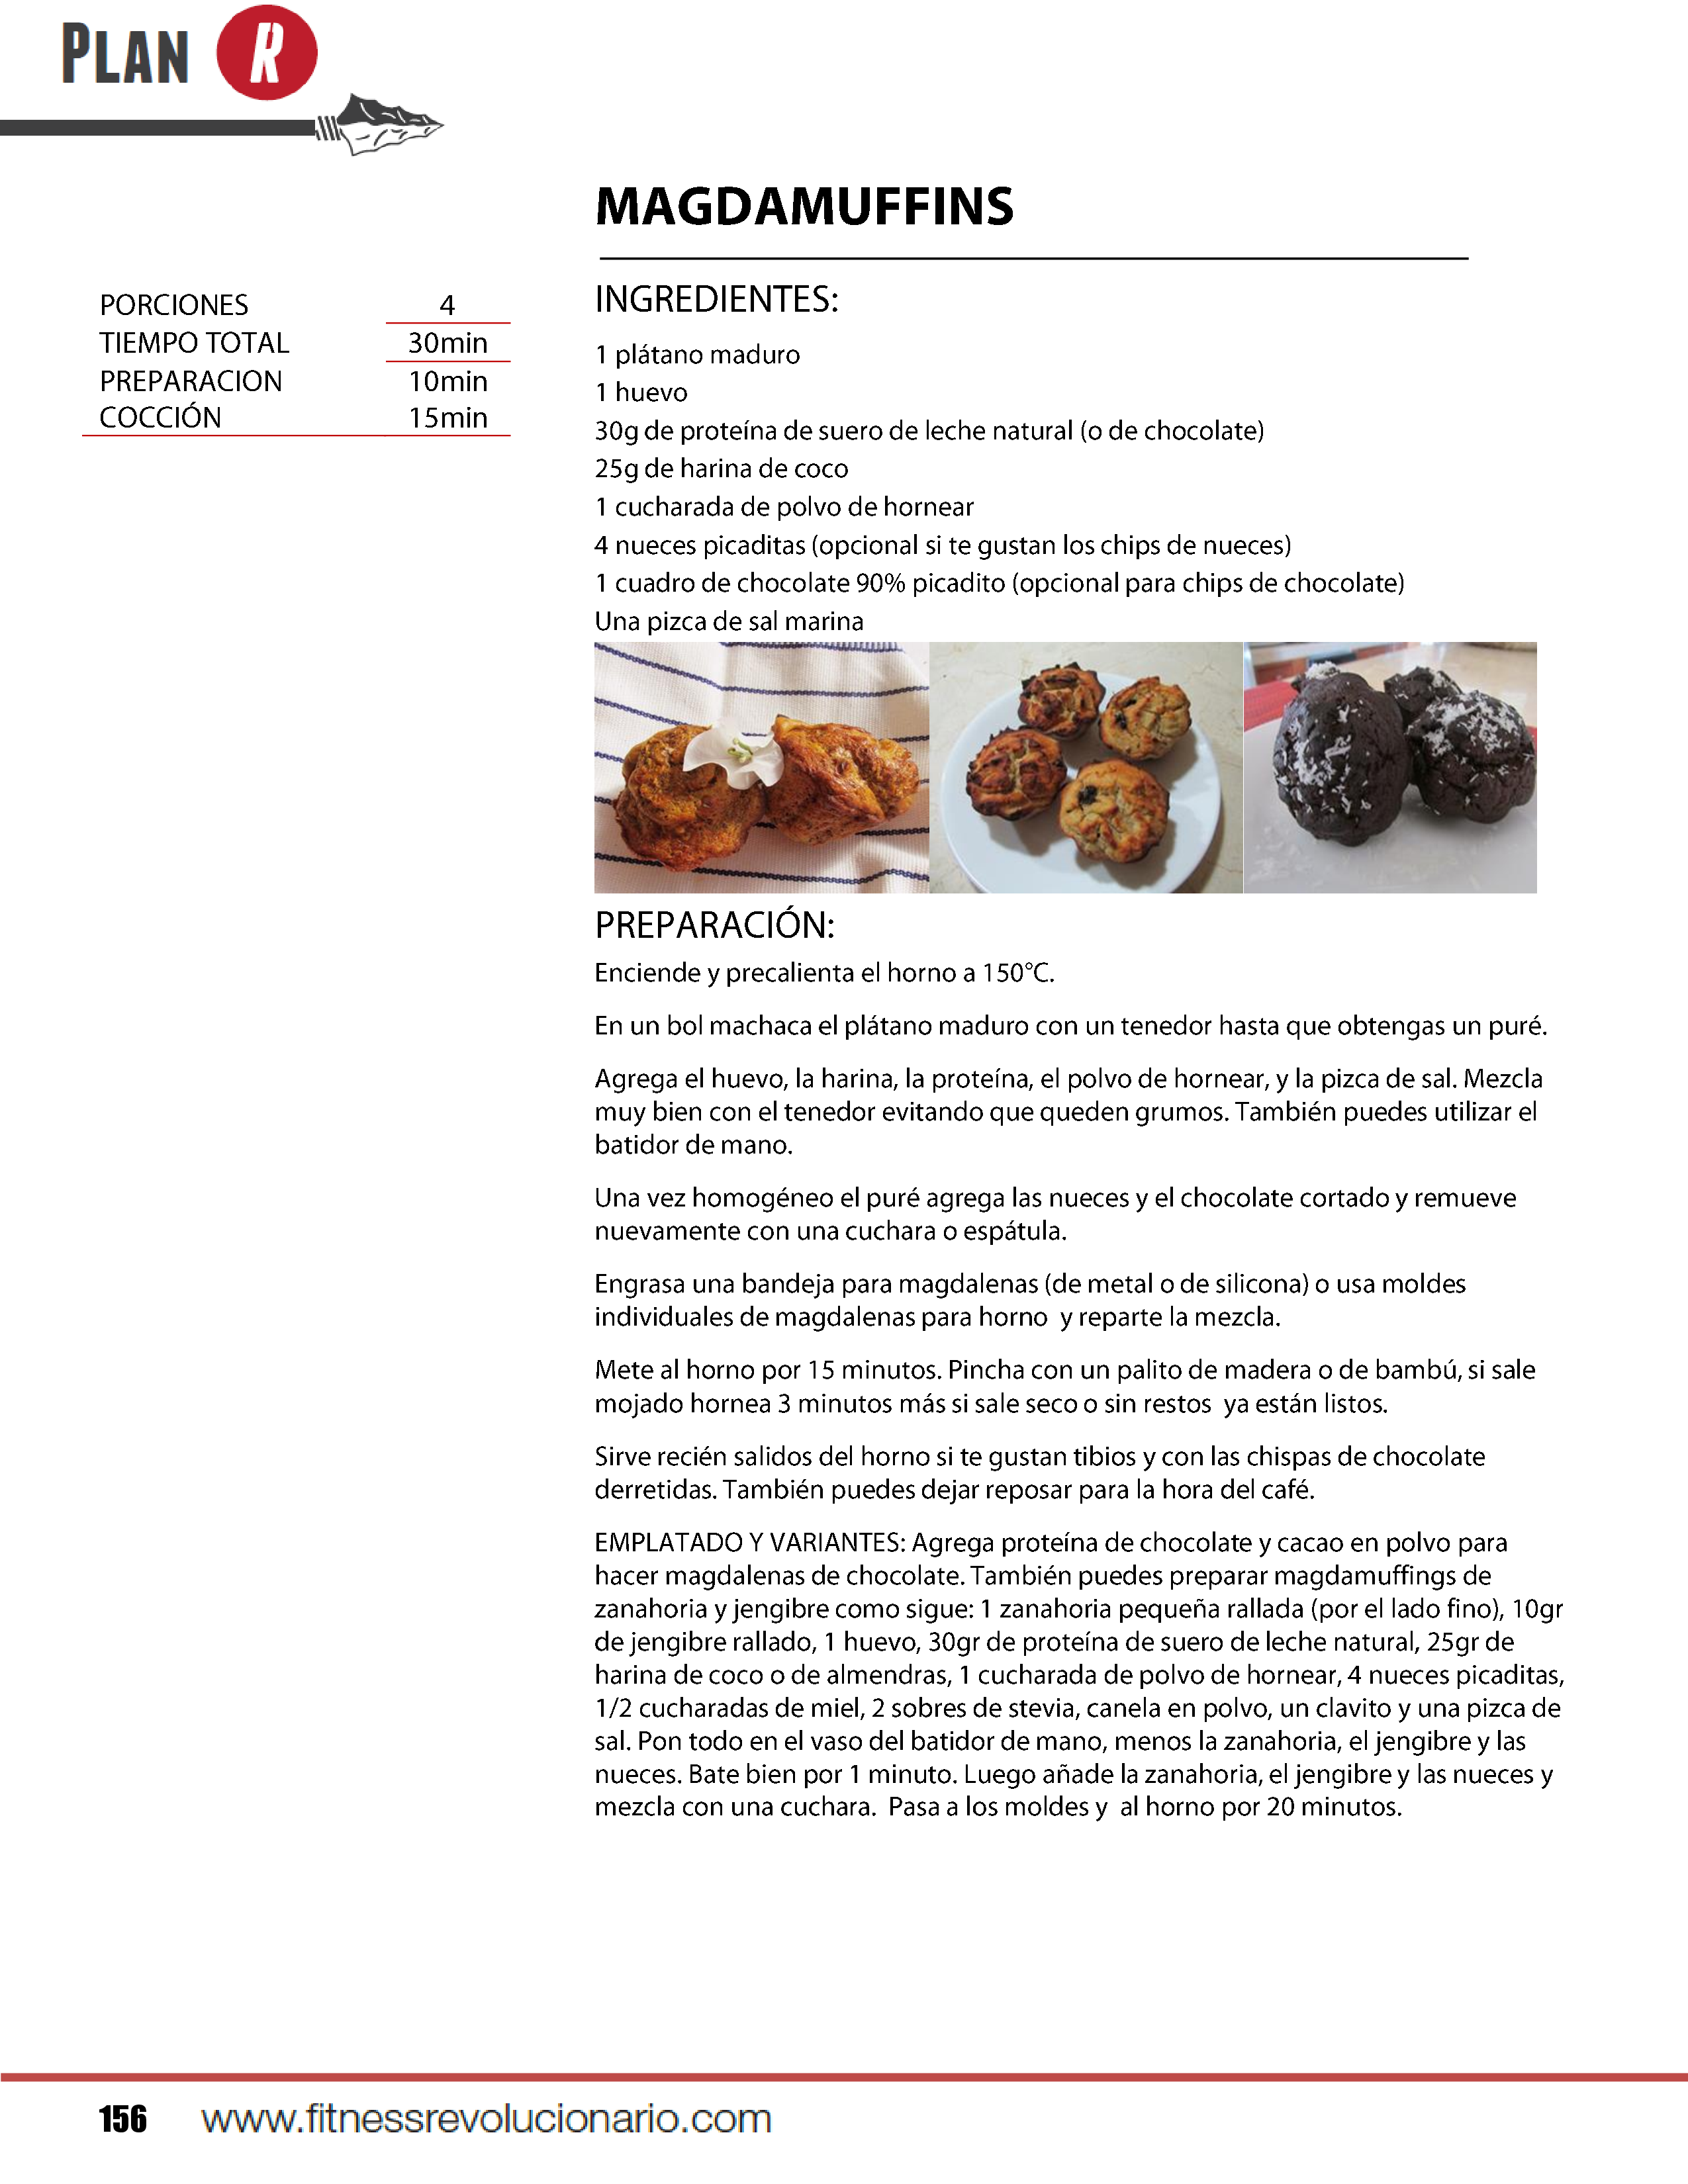 PLAN R
MAGDAMUFFINS
PORCIONES 4
TIEMPO TOTAL 30min
PREPARACION 10min
COCCIÓN 15min
INGREDIENTES:
1 plátano maduro
1 huevo
30g de proteína de suero de leche natural (o de chocolate)
25g de harina de coco
1 cucharada de polvo de hornear
4 nueces picaditas (opcional si te gustan los chips de nueces)
1 cuadro de chocolate 90% picadito (opcional para chips de chocolate)
Una pizca de sal marina
PREPARACIÓN:
Enciende y precalienta el horno a 150°C.
En un bol machaca el plátano maduro con un tenedor hasta que obtengas un puré.
Agrega el huevo, la harina, la proteína, el polvo de hornear, y la pizca de sal. Mezcla
muy bien con el tenedor evitando que queden grumos. También puedes utilizar el
batidor de mano.
Una vez homogéneo el puré agrega las nueces y el chocolate cortado y remueve
nuevamente con una cuchara o espátula.
Engrasa una bandeja para magdalenas (de metal o de silicona) o usa moldes
individuales de magdalenas para horno y reparte la mezcla.
Mete al horno por 15 minutos. Pincha con un palito de madera o de bambú, si sale
mojado hornea 3 minutos más si sale seco o sin restos ya están listos.
Sirve recién salidos del horno si te gustan tibios y con las chispas de chocolate
derretidas. También puedes dejar reposar para la hora del café.
EMPLATADO Y VARIANTES: Agrega proteína de chocolate y cacao en polvo para
hacer magdalenas de chocolate. También puedes preparar magdamuffings de
zanahoria y jengibre como sigue: 1 zanahoria pequeña rallada (por el lado fino), 10gr
de jengibre rallado, 1 huevo, 30gr de proteína de suero de leche natural, 25gr de
harina de coco o de almendras, 1 cucharada de polvo de hornear, 4 nueces picaditas,
1/2 cucharadas de miel, 2 sobres de stevia, canela en polvo, un clavito y una pizca de
sal. Pon todo en el vaso del batidor de mano, menos la zanahoria, el jengibre y las
nueces. Bate bien por 1 minuto. Luego añade la zanahoria, el jengibre y las nueces y
mezcla con una cuchara. Pasa a los moldes y al horno por 20 minutos.
156 www.fitnessrevolucionario.com